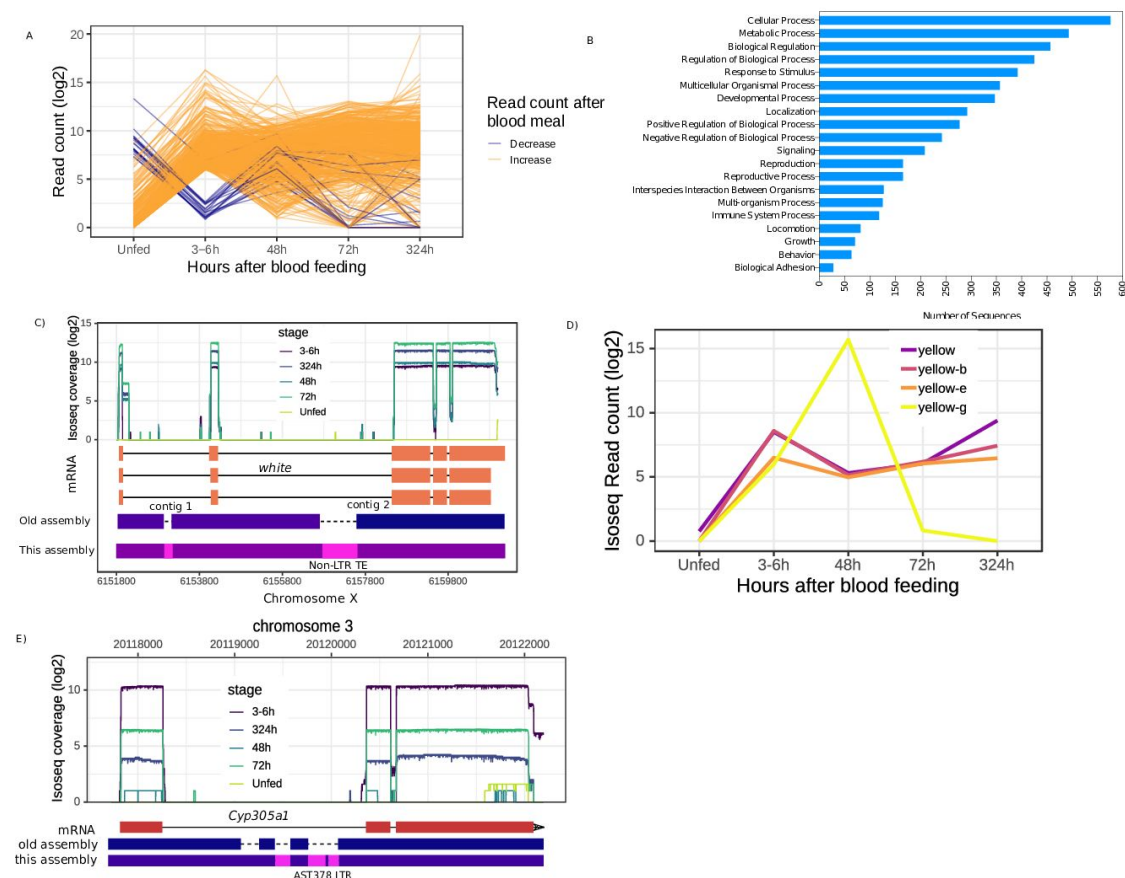 A
20
15
10
5
0
Read count (log2)
Unfed
3−6h
48h
72h
324h
Hours after blood feeding
Read count after
blood meal
Decrease
Increase
B
Cellular Process
Metabolic Process
Biological Regulation
Regulation of Biological Process
Response to Stimulus
Multicellular Organismal Process
Developmental Process
Localization
Positive Regulation of Biological Process
Negative Regulation of Biological Process
Signaling
Reproduction
Reproductive Process
Interspecies Interaction Between Organisms
Multi-organism Process
Immune System Process
Locomotion
Growth
Behavior
Biological Adhesion
0
50
100
150
200
250
300
350
400
450
500
550
600
Number of Sequences
C)
15
10
5
0
Isoseq coverage (log2)
stage
3-6h
324h
48h
72h
Unfed
mRNA
white
contig 1
contig 2
Old assembly
This assembly
Non-LTR TE
6151800
6153800
6155800
6157800
6159800
Chromosome X
D)
15
10
5
0
Isoseq Read count (log2)
yellow
yellow-b
yellow-e
yellow-g
Unfed
3-6h
48h
72h
324h
Hours after blood feeding
E)
chromosome 3
20118000
20119000
20120000
20121000
20122000
10
5
0
Isoseq coverage (log2)
stage
3-6h
324h
48h
72h
Unfed
Cyp305a1
mRNA
old assembly
this assembly
AST378 LTR